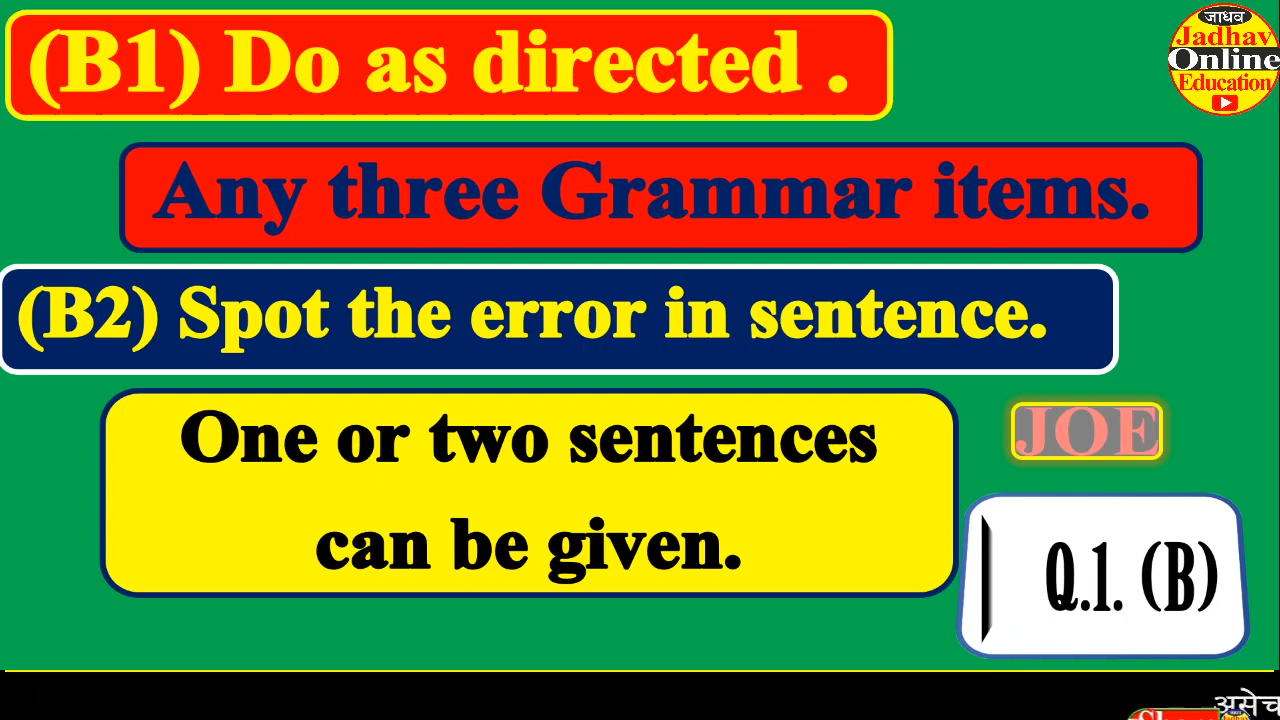 (B1) Do as directed .
जाधव
Jadhav
Online
Education
Any three Grammar items.
(B2) Spot the error in sentence.
One or two sentences
can be given.
JOE
Q.1. (B)
असेच